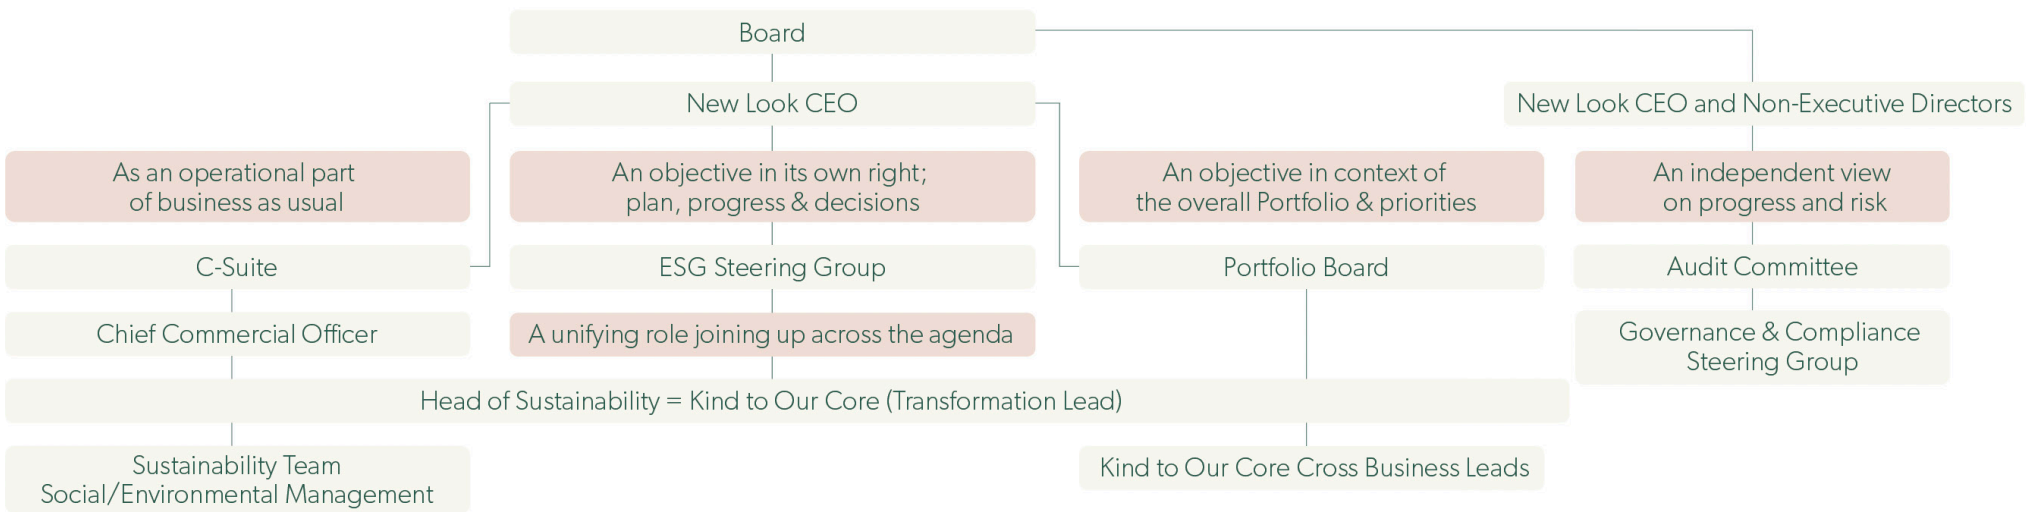 Board
New Look CEO
New Look CEO and Non-Executive Directors
As an operational part
of business as usual
An objective in its own right;
plan, progress & decisions
An objective in context of
the overall Portfolio & priorities
An independent view
on progress and risk
C-Suite
ESG Steering Group
Portfolio Board
Audit Committee
Chief Commercial Officer
A unifying role joining up across the agenda
Governance & Compliance
Steering Group
Head of Sustainability = Kind to Our Core (Transformation Lead)
Sustainability Team
Social/Environmental Management
Kind to Our Core Cross Business Leads